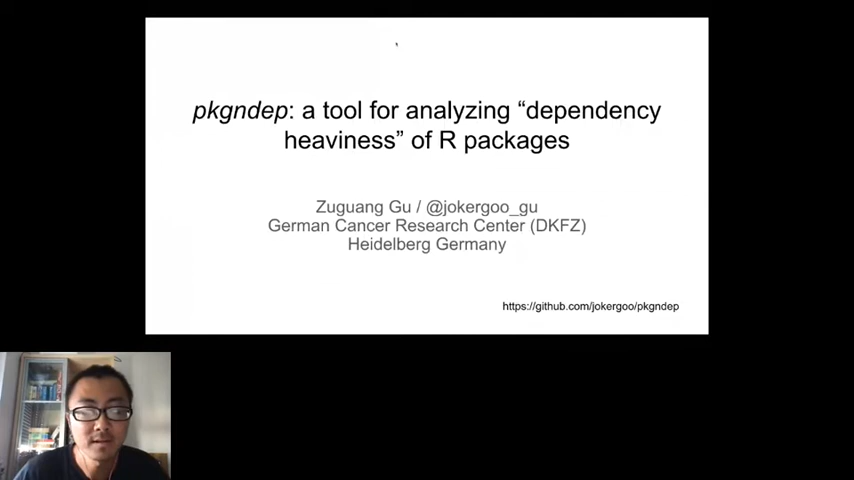 pkgndep: a tool for analyzing “dependency
heaviness” of R packages
Zuguang Gu / @jokergoo_gu
German Cancer Research Center (DKFZ)
Heidelberg Germany
https://github.com/jokergoo/pkgndep